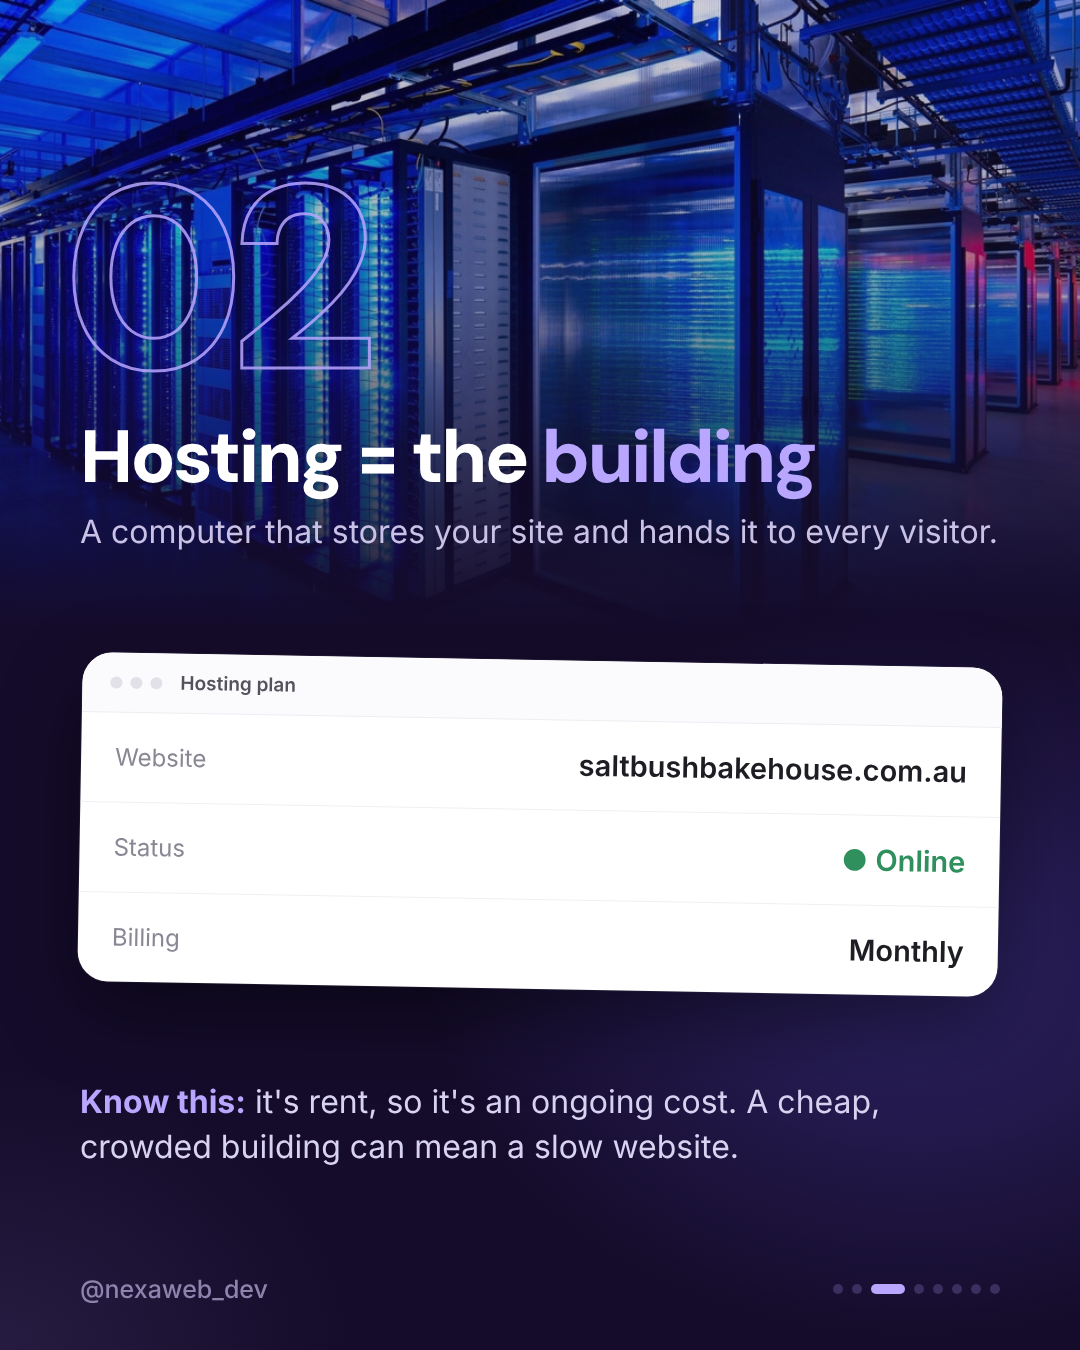 02
Hosting = the building
A computer that stores your site and hands it to every visitor.
Hosting plan
Website
saltbushbakehouse.com.au
Status
Online
Billing
Monthly
Know this: it's rent, so it's an ongoing cost. A cheap,
crowded building can mean a slow website.
@nexaweb_dev